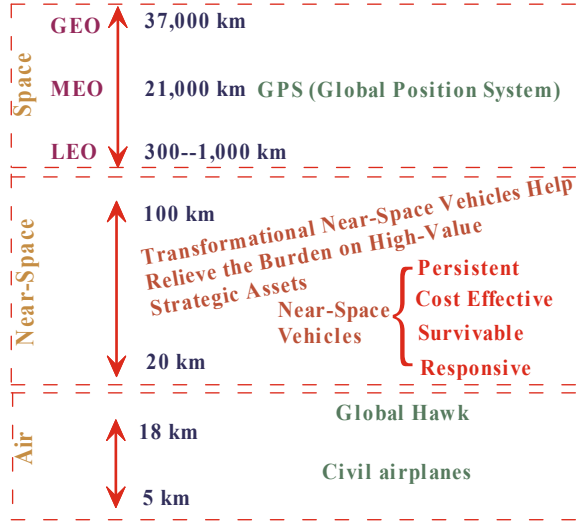 Space
GEO
37,000 km
MEO
21,000 km
GPS (Global Position System)
LEO
300--1,000 km
Near-Space
100 km
Transformational Near-Space Vehicles Help
Relieve the Burden on High-Value
Strategic Assets
Near-Space
Vehicles
Persistent
Cost Effective
Survivable
Responsive
20 km
Air
18 km
Global Hawk
Civil airplanes
5 km